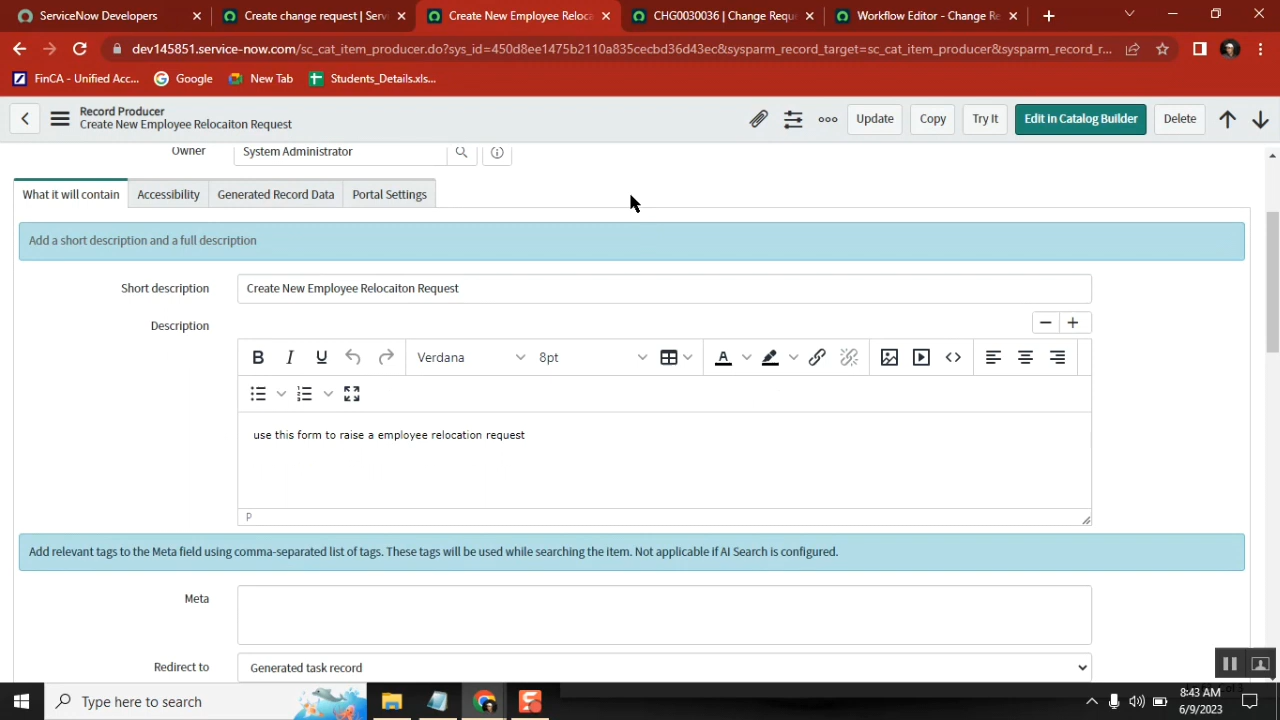 ServiceNow Developers
Create change request | Serv
Create New Employee Reloca
CHG0030036 | Change Requ
Workflow Editor - Change Re
dev145851.service-now.com/sc_cat_item_producer.do?sys_id=450d8ee1475b2110a835cecbd36d43ec&sysparm_record_target=sc_cat_item_producer&sysparm_record_r...
FinCA - Unified Acc...
Google
New Tab
Students_Details.xls...
Record Producer
Create New Employee Relocaiton Request
Update
Copy
Try It
Edit in Catalog Builder
Delete
Owner
System Administrator
What it will contain
Accessibility
Generated Record Data
Portal Settings
Add a short description and a full description
Short description
Create New Employee Relocaiton Request
Description
B I U
Verdana
8pt
A
use this form to raise a employee relocation request
P
Add relevant tags to the Meta field using comma-separated list of tags. These tags will be used while searching the item. Not applicable if AI Search is configured.
Meta
Redirect to
Generated task record
Type here to search
8:43 AM
6/9/2023